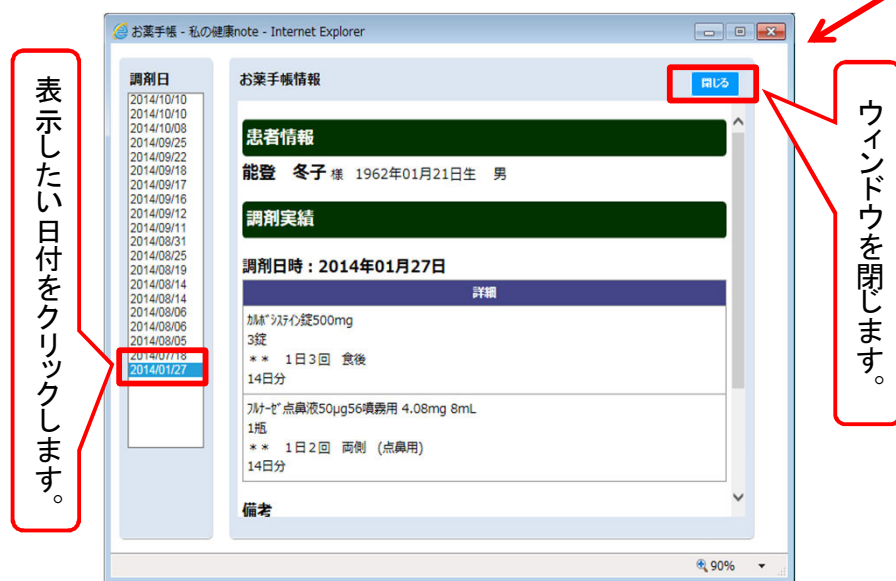 お薬手帳 - 私の健康note - Internet Explorer
表示したい日付をクリックします。
調剤日
2014/10/10
2014/10/10
2014/10/08
2014/09/25
2014/09/22
2014/09/18
2014/09/17
2014/09/16
2014/09/12
2014/09/11
2014/08/31
2014/08/25
2014/08/19
2014/08/14
2014/08/14
2014/08/06
2014/08/06
2014/08/05
2014/07/18
2014/01/27
お薬手帳情報
閉じる
患者情報
能登 冬子 様 1962年01月21日生 男
調剤実績
調剤日時：2014年01月27日
詳細
ｶﾙﾎﾞｼｽﾃｲﾝ錠500mg
3錠
＊＊ 1日3回 食後
14日分
ﾌﾙﾅｰｾﾞ点鼻液50μg56噴霧用 4.08mg 8mL
1瓶
＊＊ 1日2回 両側 (点鼻用)
14日分
備考
ウィンドウを閉じます。
90%